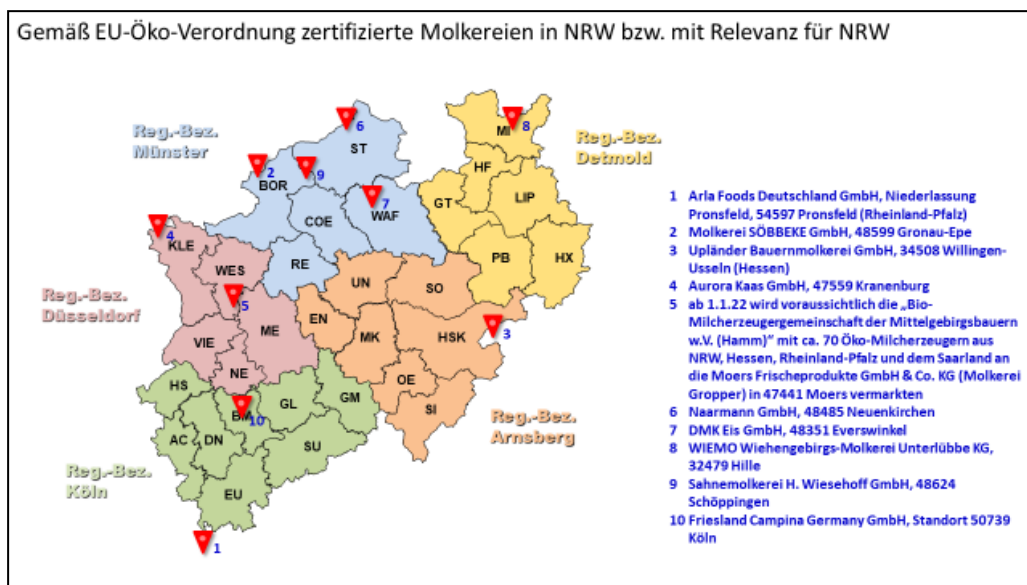 Gemäß EU-Öko-Verordnung zertifizierte Molkereien in NRW bzw. mit Relevanz für NRW
Reg.-Bez.
Münster
Reg.-Bez.
Detmold
Reg.-Bez.
Düsseldorf
Reg.-Bez.
Arnsberg
Reg.-Bez.
Köln
6
ST
MI
8
2
BOR
9
HF
7
WAF
GT
LIP
COE
4
KLE
WES
RE
PB
HX
UN
SO
5
ME
EN
MK
HSK
3
VIE
NE
HS
OE
10
GL
GM
SI
AC
DN
SU
EU
1
1 Arla Foods Deutschland GmbH, Niederlassung
Pronsfeld, 54597 Pronsfeld (Rheinland-Pfalz)
2 Molkerei SÖBBEKE GmbH, 48599 Gronau-Epe
3 Upländer Bauernmolkerei GmbH, 34508 Willingen-
Usseln (Hessen)
4 Aurora Kaas GmbH, 47559 Kranenburg
5 ab 1.1.22 wird voraussichtlich die „Bio-
Milcherzeugergemeinschaft der Mittelgebirgsbauern
w.V. (Hamm)" mit ca. 70 Öko-Milcherzeugern aus
NRW, Hessen, Rheinland-Pfalz und dem Saarland an
die Moers Frischeprodukte GmbH & Co. KG (Molkerei
Gropper) in 47441 Moers vermarkten
6 Naarmann GmbH, 48485 Neuenkirchen
7 DMK Eis GmbH, 48351 Everswinkel
8 WIEMO Wiehengebirgs-Molkerei Unterlübbe KG,
32479 Hille
9 Sahnemolkerei H. Wiesehoff GmbH, 48624
Schöppingen
10 Friesland Campina Germany GmbH, Standort 50739
Köln